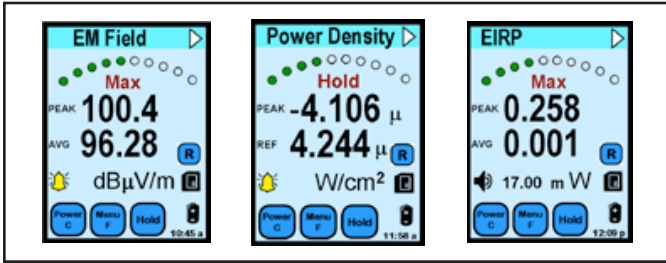 EM Field
Max
PEAK 100.4
AVG 96.28
R
dBµV/m
Power C
Menu F
Hold
10:45 a
Power Density
Hold
PEAK -4.106 µ
REF 4.244 µ
R
W/cm²
Power C
Menu F
Hold
11:56 a
EIRP
Max
PEAK 0.258
AVG 0.001
R
17.00 m W
Power C
Menu F
Hold
12:09 p